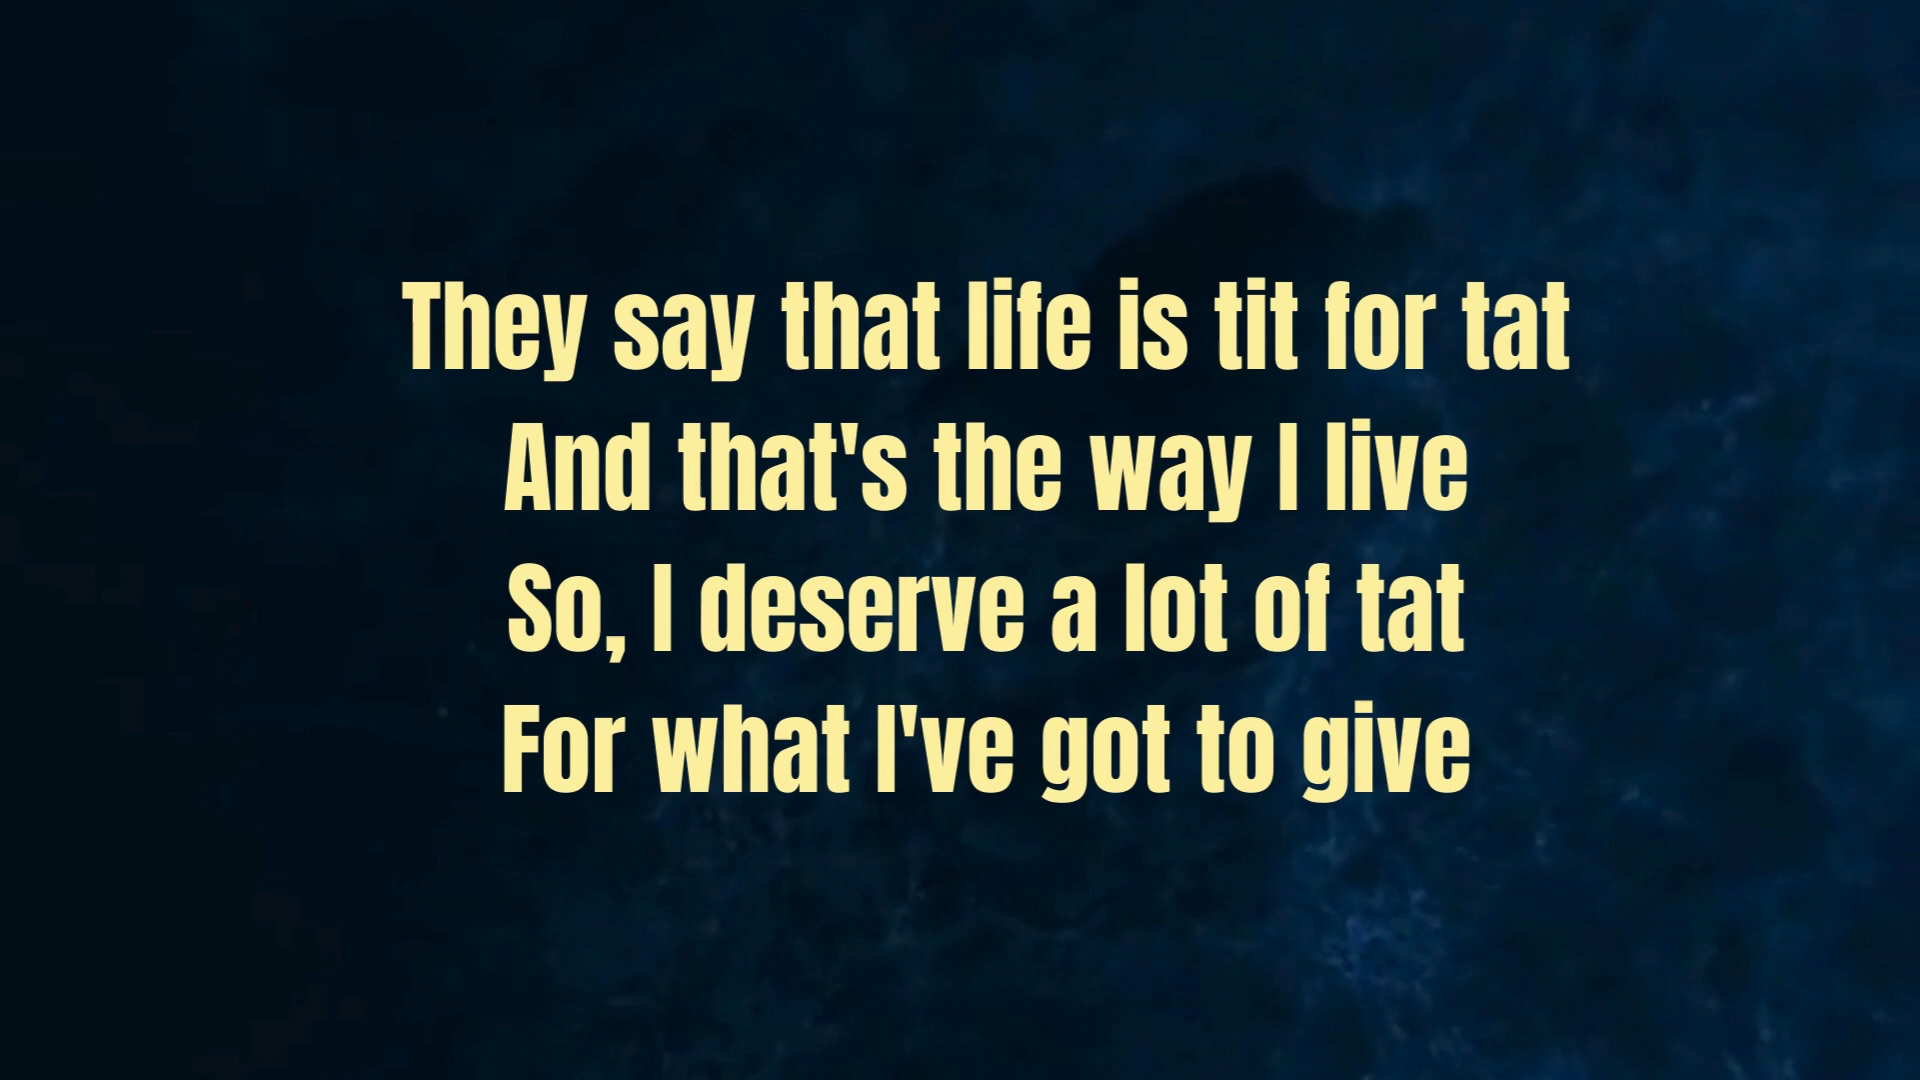 They say that life is tit for tat
And that's the way I live
So, I deserve a lot of tat
For what I've got to give